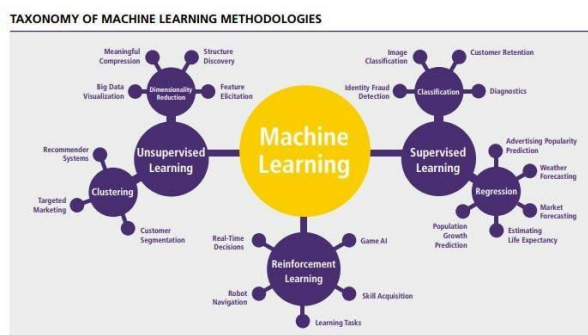 TAXONOMY OF MACHINE LEARNING METHODOLOGIES
Meaningful
Compression
Structure
Discovery
Big Data
Visualization
Dimensionality
Reduction
Feature
Elicitation
Recommender
Systems
Unsupervised
Learning
Clustering
Targeted
Marketing
Customer
Segmentation
Machine
Learning
Image
Classification
Customer Retention
Identity Fraud
Detection
Classification
Diagnostics
Supervised
Learning
Advertising Popularity
Prediction
Weather
Forecasting
Regression
Market
Forecasting
Population
Growth
Prediction
Estimating
Life Expectancy
Real-Time
Decisions
Game AI
Reinforcement
Learning
Robot
Navigation
Skill Acquisition
Learning Tasks